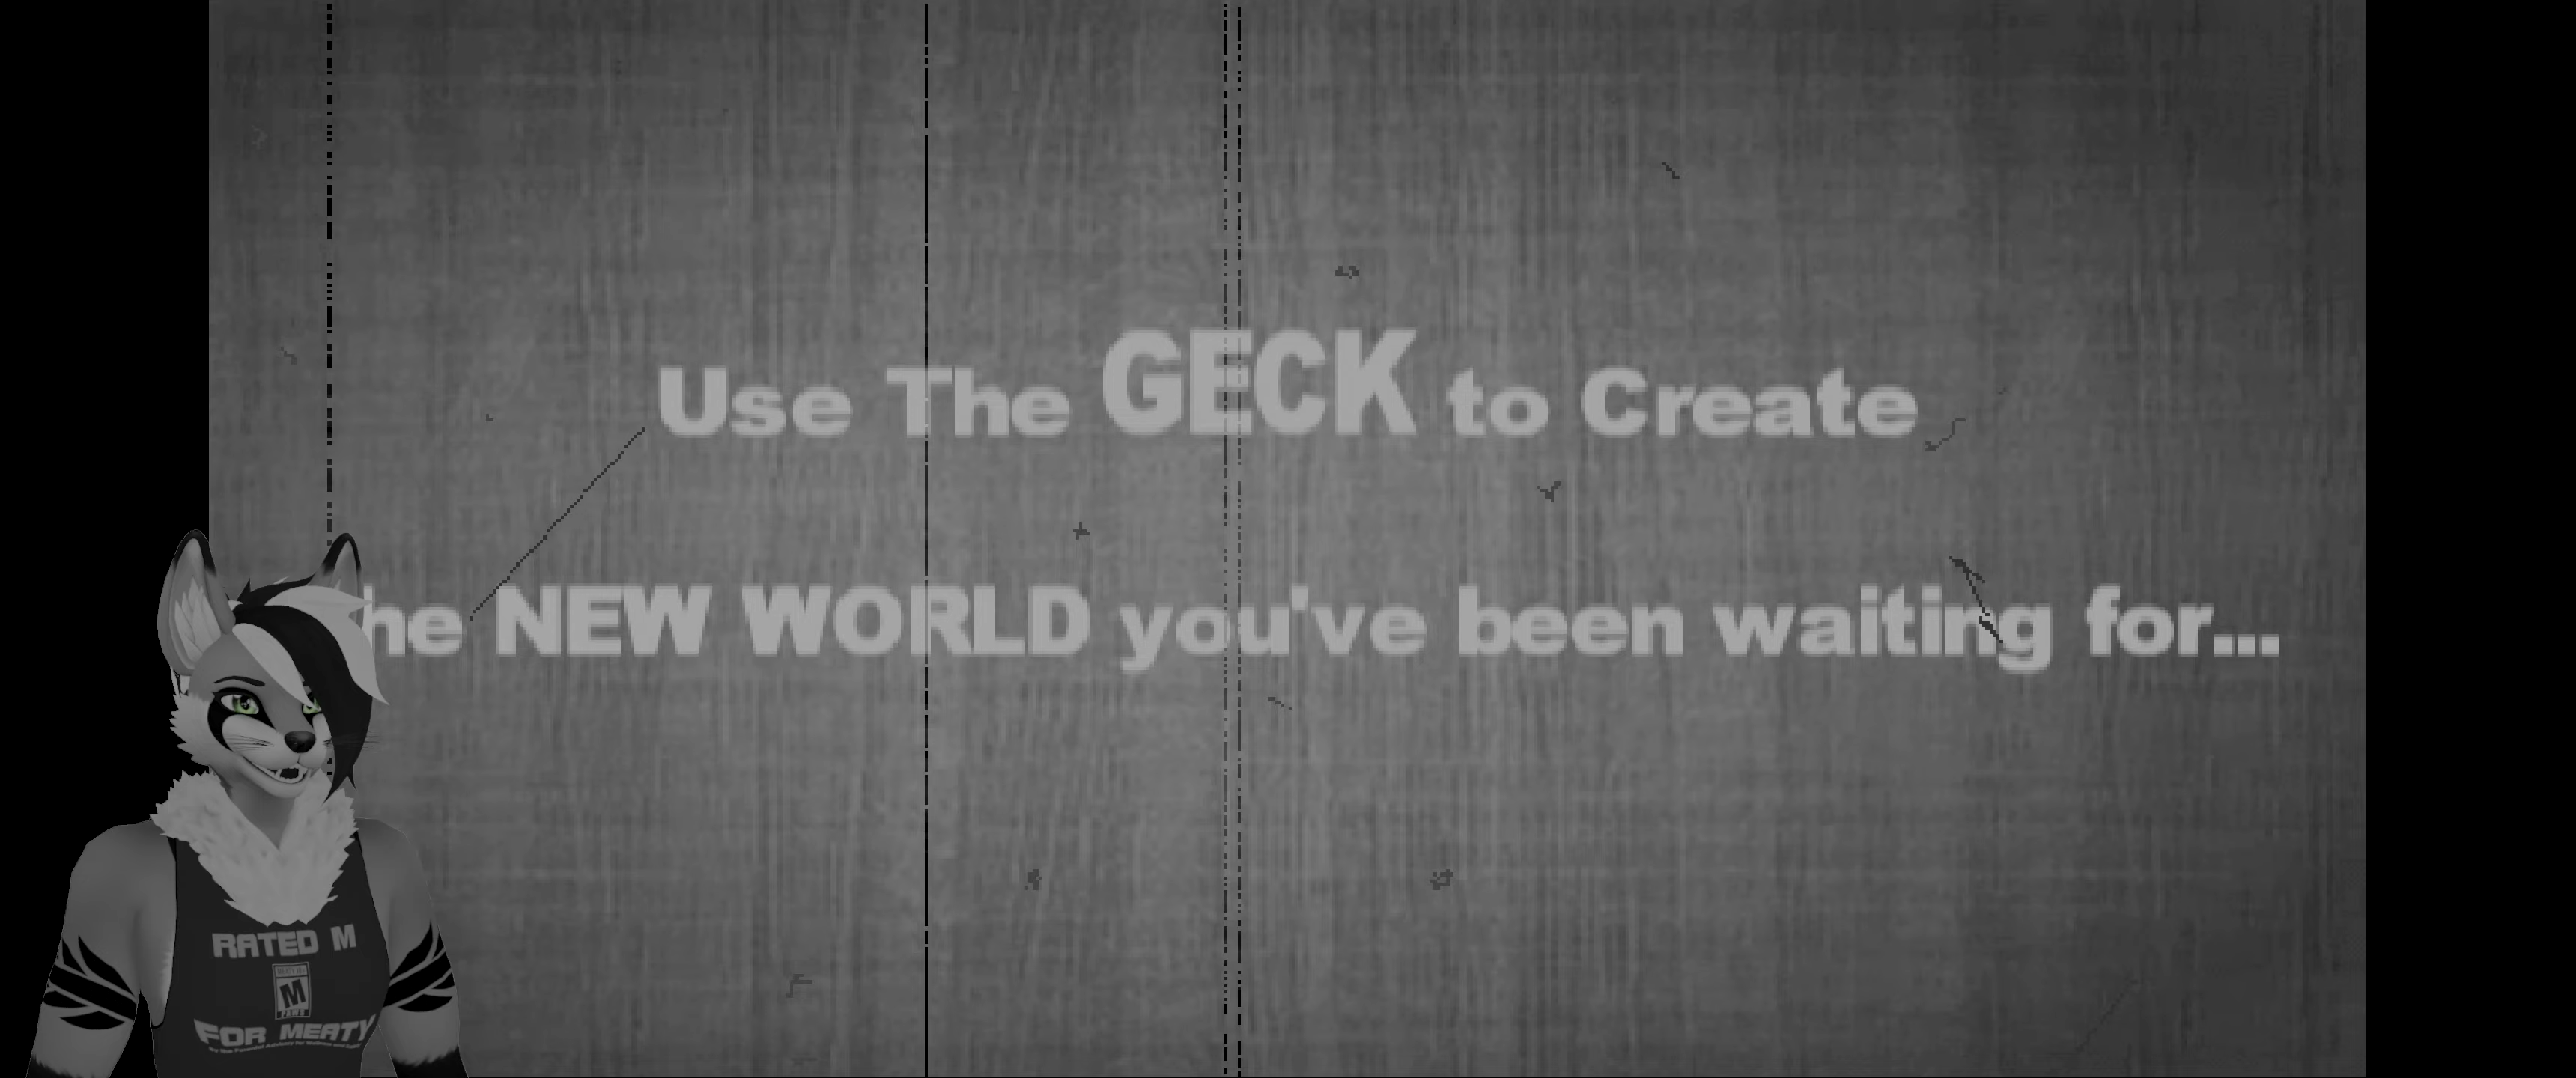 Use The GECK to Create
he NEW WORLD you've been waiting for...
RATED M
M
FOR MEATY